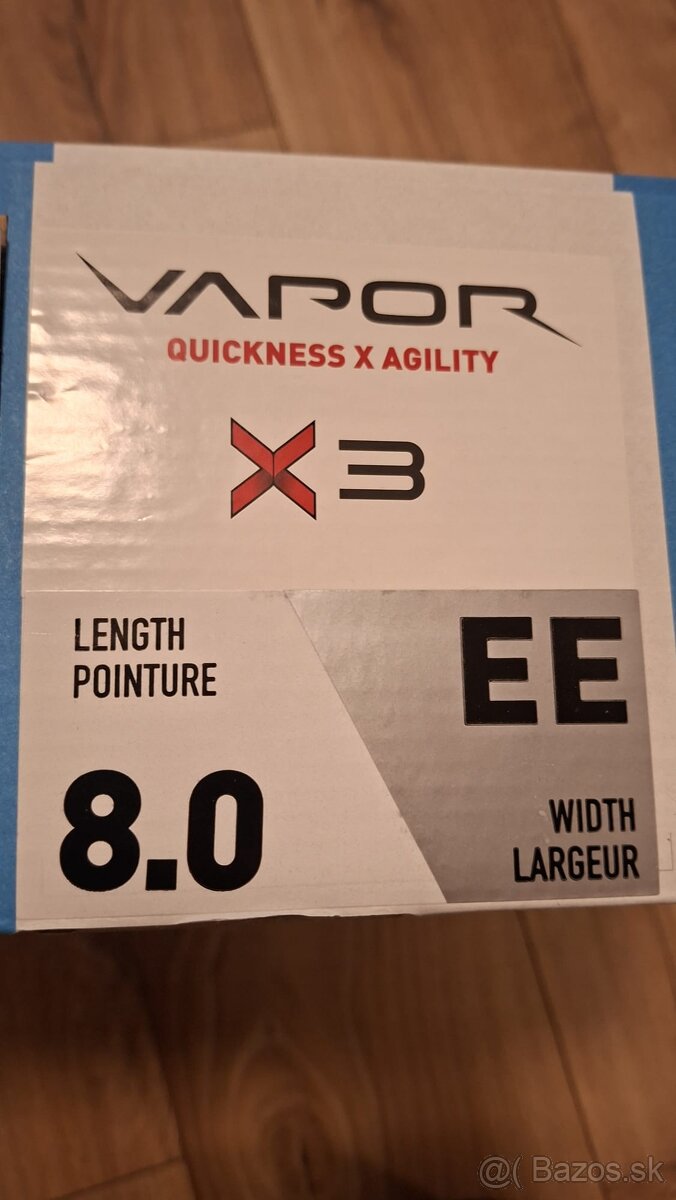 VAPOR
QUICKNESS X AGILITY
X3
LENGTH
POINTURE
8.0
EE
WIDTH
LARGEUR
@( Bazos.sk